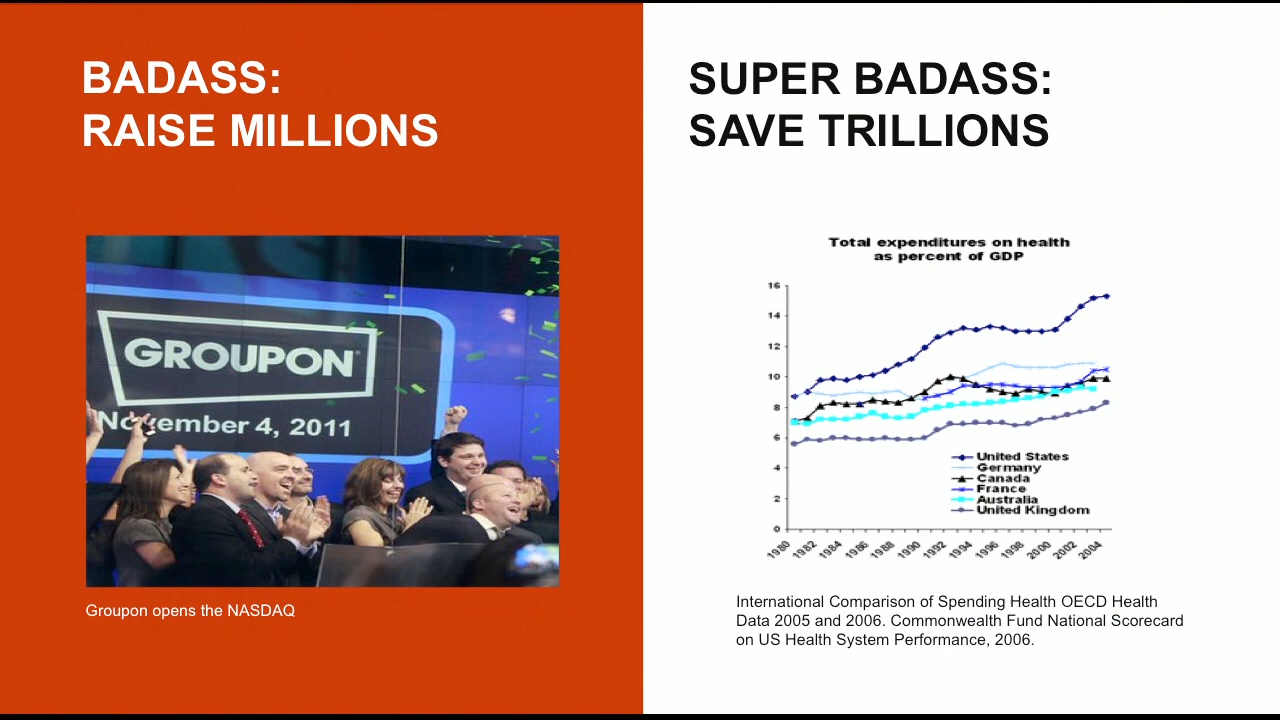 BADASS:
RAISE MILLIONS
GROUPON
November 4, 2011
Groupon opens the NASDAQ
SUPER BADASS:
SAVE TRILLIONS
Total expenditures on health
as percent of GDP
16
14
12
10
8
6
4
2
0
1980 1982 1984 1986 1988 1990 1992 1994 1996 1998 2000 2002 2004
United States
Germany
Canada
France
Australia
United Kingdom
International Comparison of Spending Health OECD Health
Data 2005 and 2006. Commonwealth Fund National Scorecard
on US Health System Performance, 2006.